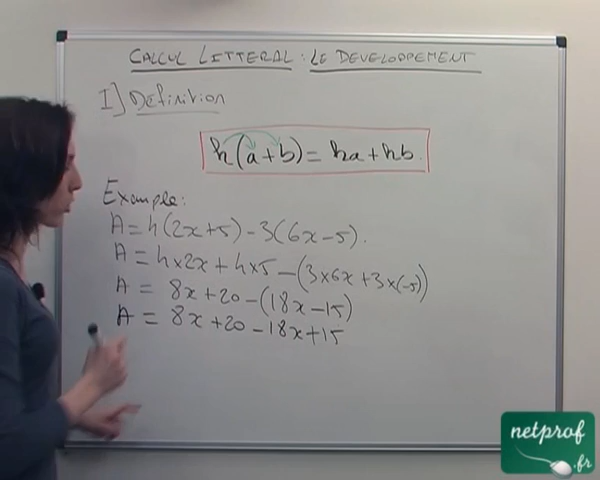 CALCUL LITTERAL : LE DEVELOPPEMENT
I] Définition
k(a+b) = ka + kb.
Exemple:
A = 4(2x+5) - 3(6x-5).
A = 4×2x + 4×5 - (3×6x + 3×(-5))
A = 8x+20 - (18x-15)
A = 8x+20 - 18x+15
netprof
.fr